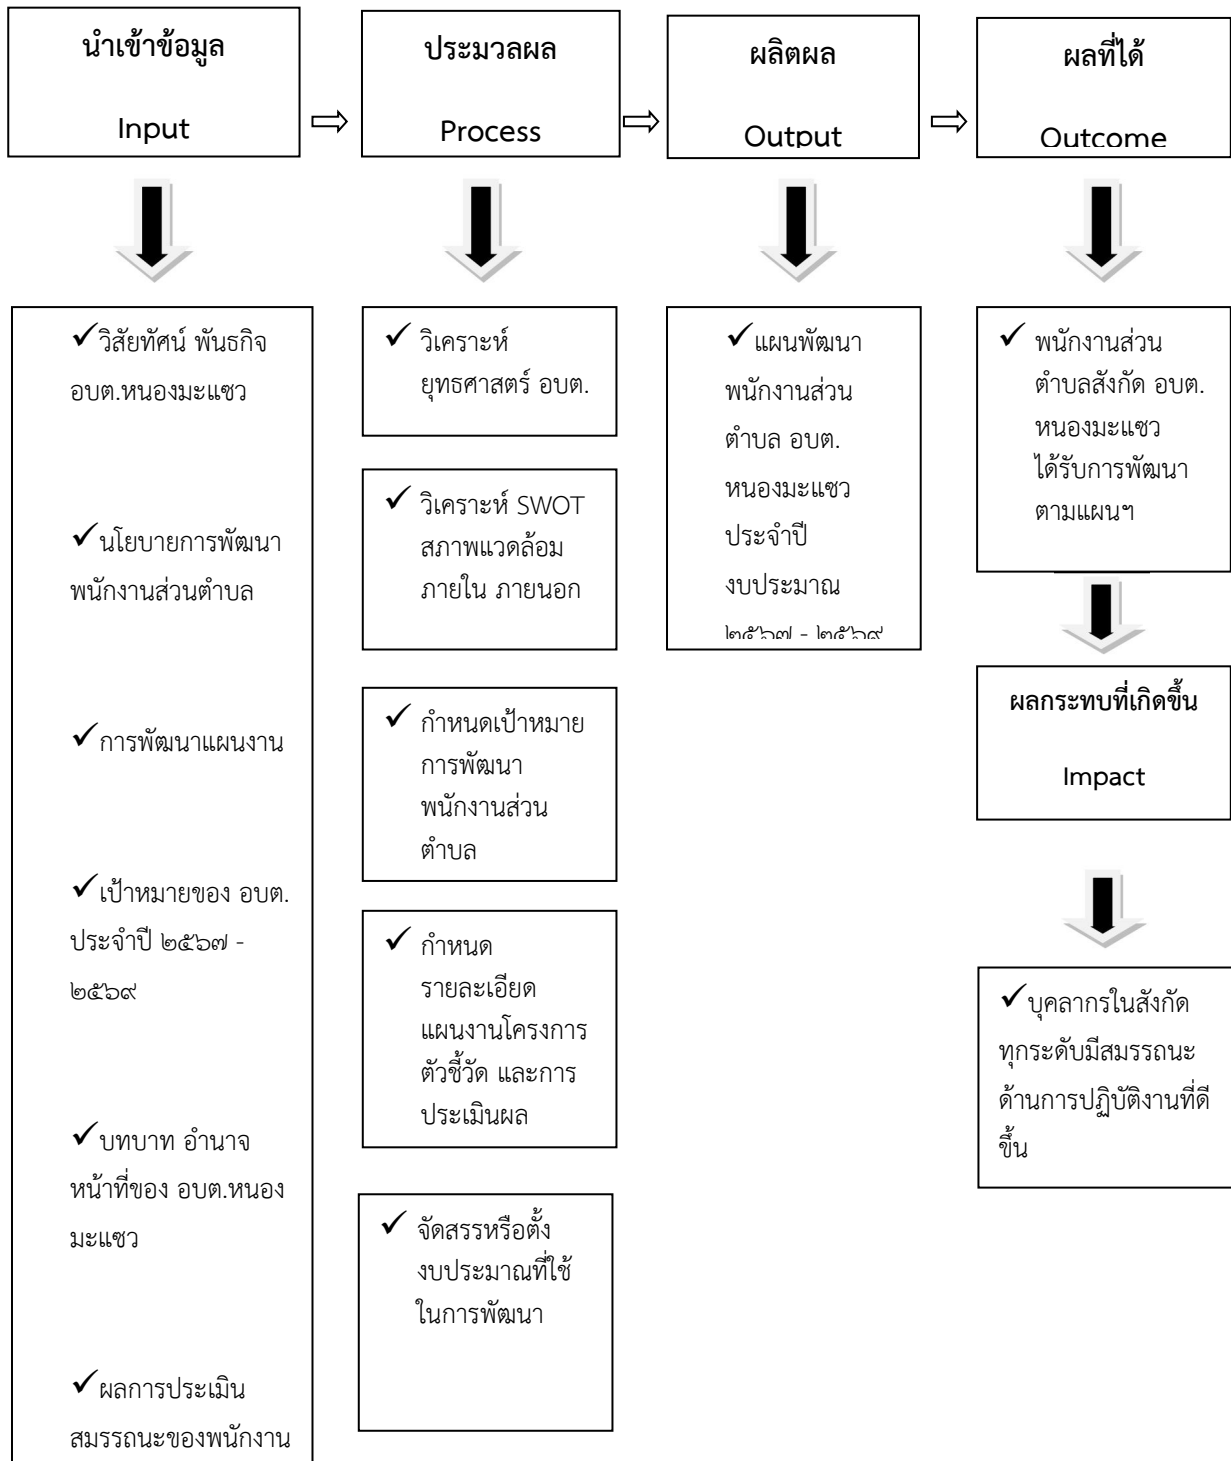 นำเข้าข้อมูล
Input
ประมวลผล
Process
ผลิตผล
Output
ผลที่ได้
Outcome
✓วิสัยทัศน์ พันธกิจ
อบต.หนองมะแซว
✓นโยบายการพัฒนา
พนักงานส่วนตำบล
✓การพัฒนาแผนงาน
✓เป้าหมายของ อบต.
ประจำปี ๒๕๖๗ -
๒๕๖๙
✓บทบาท อำนาจ
หน้าที่ของ อบต.หนอง
มะแซว
✓ผลการประเมิน
สมรรถนะของพนักงาน
✓ วิเคราะห์
ยุทธศาสตร์ อบต.
✓ วิเคราะห์ SWOT
สภาพแวดล้อม
ภายใน ภายนอก
✓ กำหนดเป้าหมาย
การพัฒนา
พนักงานส่วน
ตำบล
✓ กำหนด
รายละเอียด
แผนงานโครงการ
ตัวชี้วัด และการ
ประเมินผล
✓ จัดสรรหรือตั้ง
งบประมาณที่ใช้
ในการพัฒนา
✓แผนพัฒนา
พนักงานส่วน
ตำบล อบต.
หนองมะแซว
ประจำปี
งบประมาณ
๒๕๖๗ - ๒๕๖๙
✓ พนักงานส่วน
ตำบลสังกัด อบต.
หนองมะแซว
ได้รับการพัฒนา
ตามแผนฯ
ผลกระทบที่เกิดขึ้น
Impact
✓บุคลากรในสังกัด
ทุกระดับมีสมรรถนะ
ด้านการปฏิบัติงานที่ดี
ขึ้น